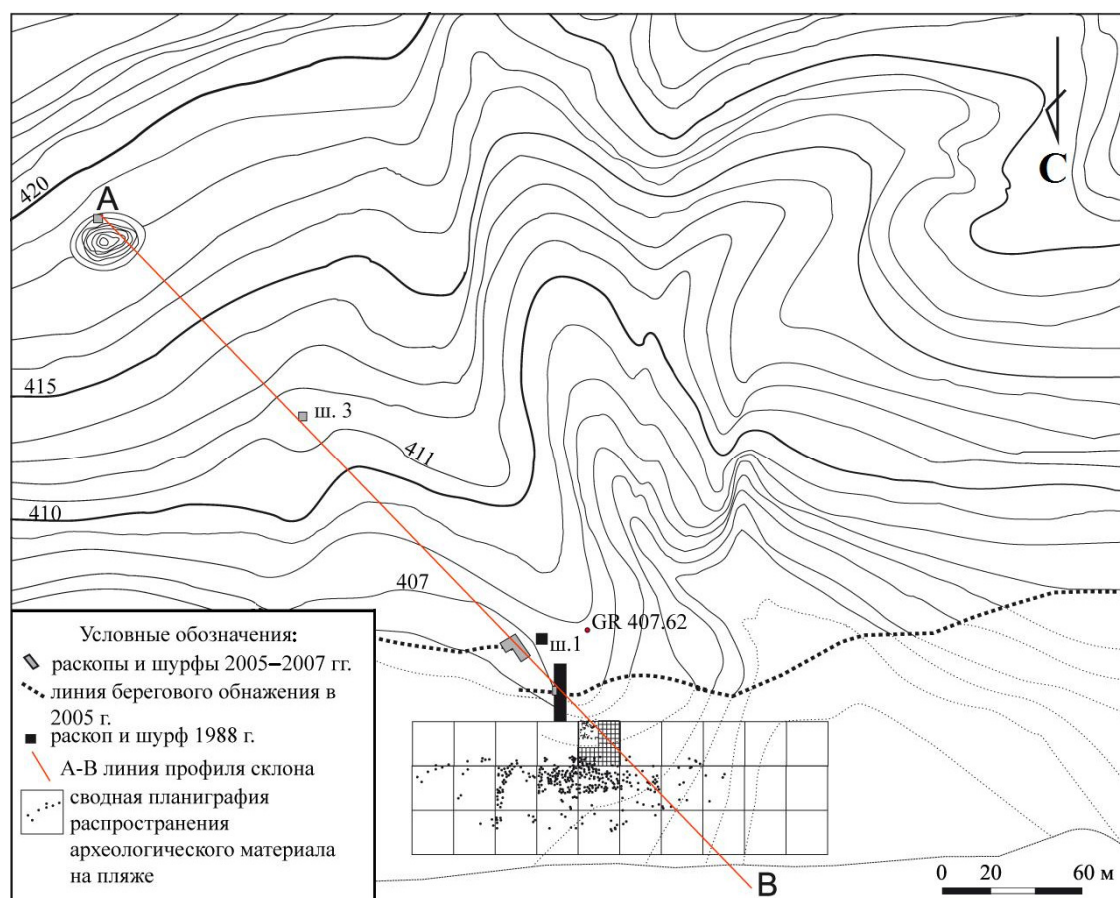 С
420
А
415
ш. 3
411
410
407
GR 407.62
ш.1
Условные обозначения:
раскопы и шурфы 2005–2007 гг.
линия берегового обнажения в
2005 г.
раскоп и шурф 1988 г.
А-В линия профиля склона
сводная планиграфия
распространения
археологического материала
на пляже
В
0 20 60 м